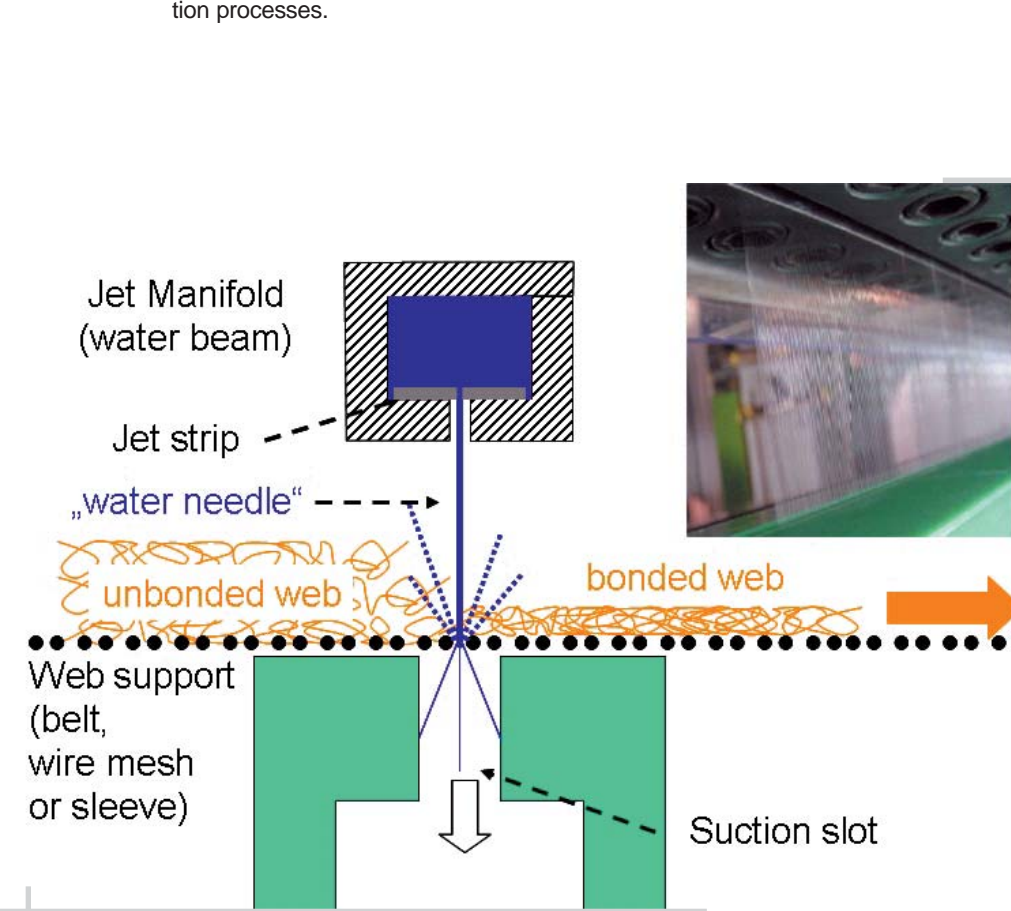 tion processes.
Jet Manifold
(water beam)
Jet strip
„water needle“
unbonded web
bonded web
Web support
(belt,
wire mesh
or sleeve)
Suction slot